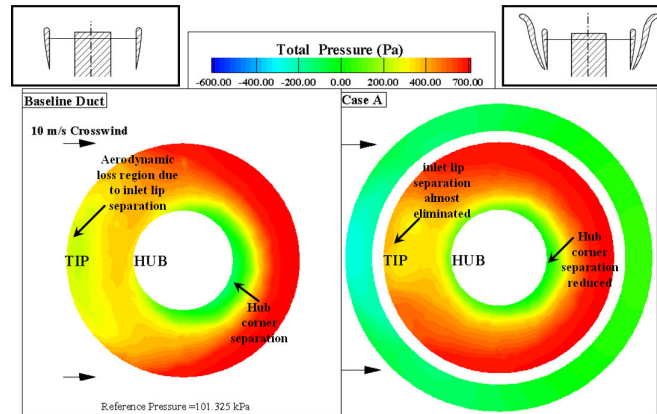 Total Pressure (Pa)
-600.00 -400.00 -200.00 0.00 200.00 400.00 700.00
Baseline Duct
10 m/s Crosswind
Aerodynamic
loss region due
to inlet lip
separation
TIP
HUB
Hub
corner
separation
Reference Pressure =101.325 kPa
Case A
inlet lip
separation
almost
eliminated
TIP
HUB
Hub
corner
separation
reduced